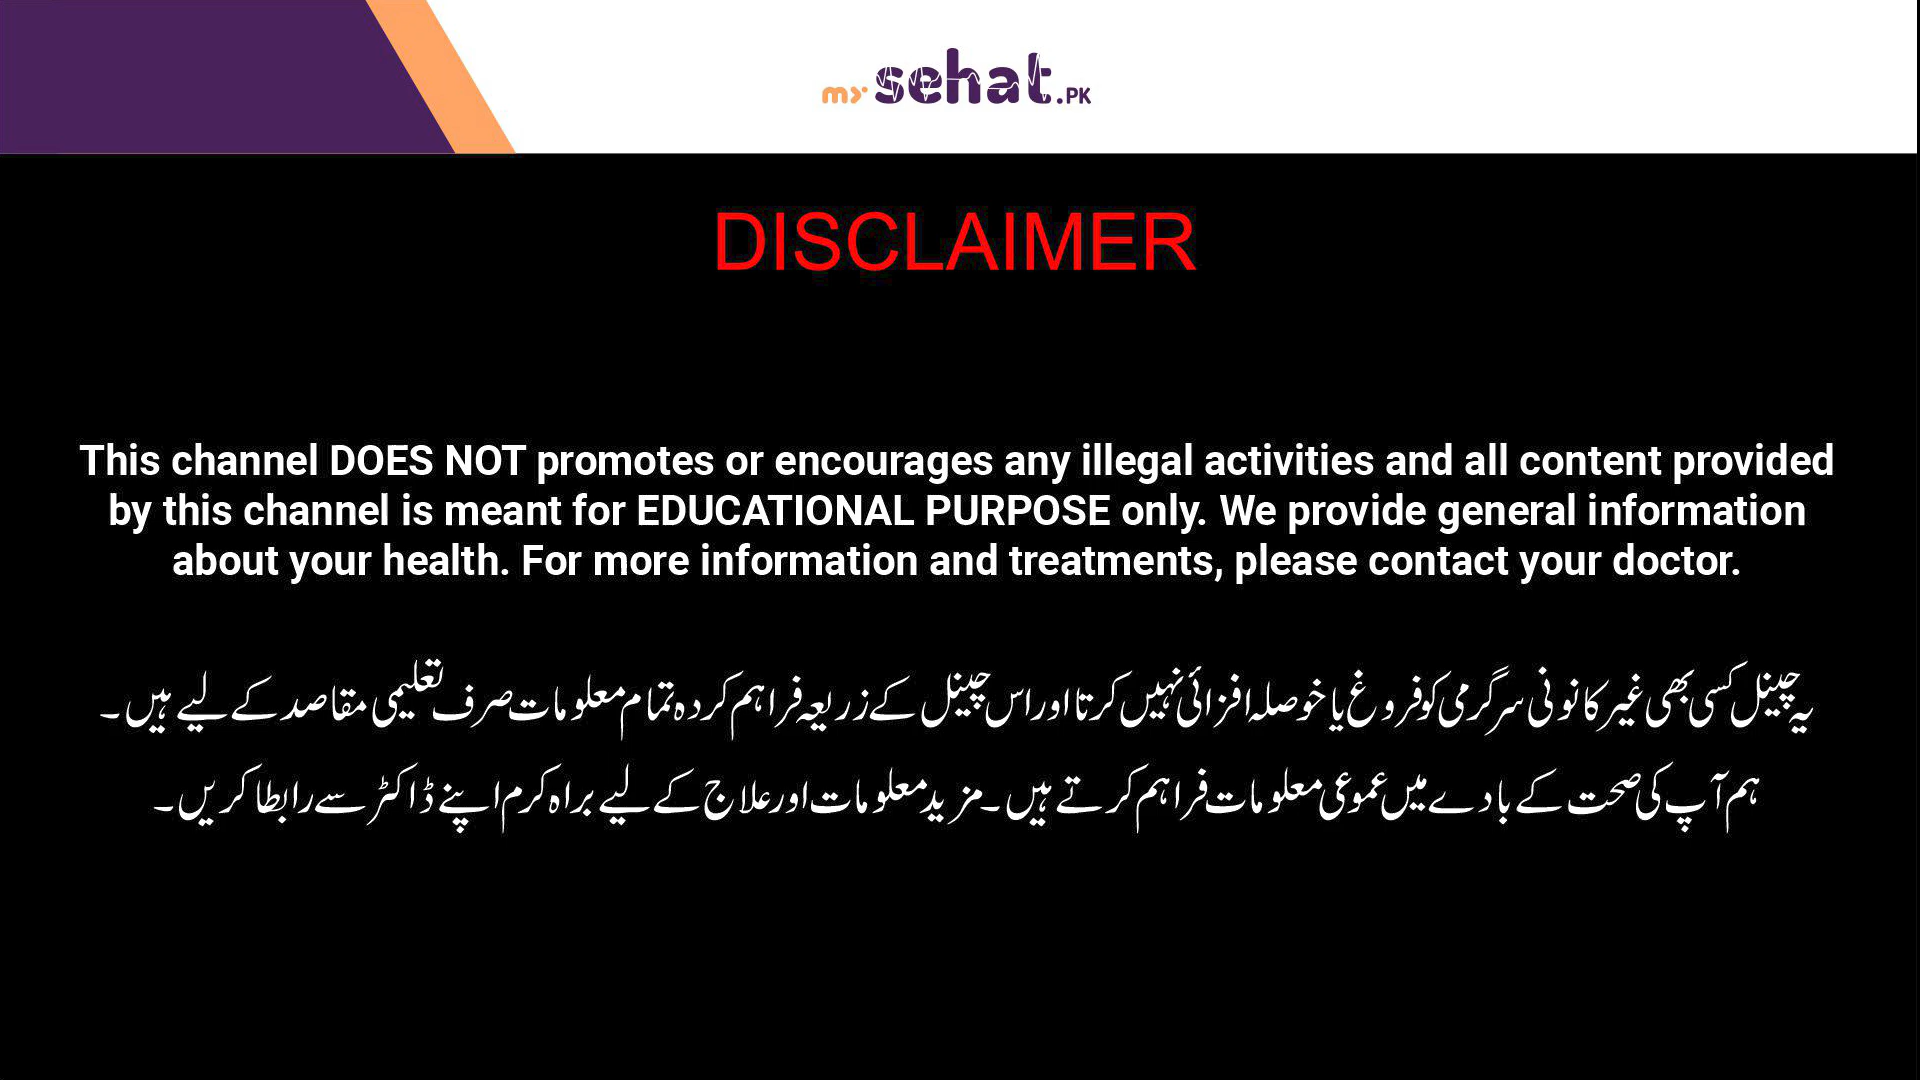 my sehat.PK
DISCLAIMER
This channel DOES NOT promotes or encourages any illegal activities and all content provided
by this channel is meant for EDUCATIONAL PURPOSE only. We provide general information
about your health. For more information and treatments, please contact your doctor.
یہ چینل کسی بھی غیر کانونی سرگرمی کو فروغ یا خوصلہ افزائی نہیں کرتا اور اس چینل کے زریعہ فراہم کردہ تمام معلومات صرف تعلیمی مقاصد کے لیے ہیں۔
ہم آپ کی صحت کے بادے میں عموعی معلومات فراہم کرتے ہیں۔ مزید معلومات اور علاج کے لیے براہ کرم اپنے ڈاکٹر سے رابطا کریں۔